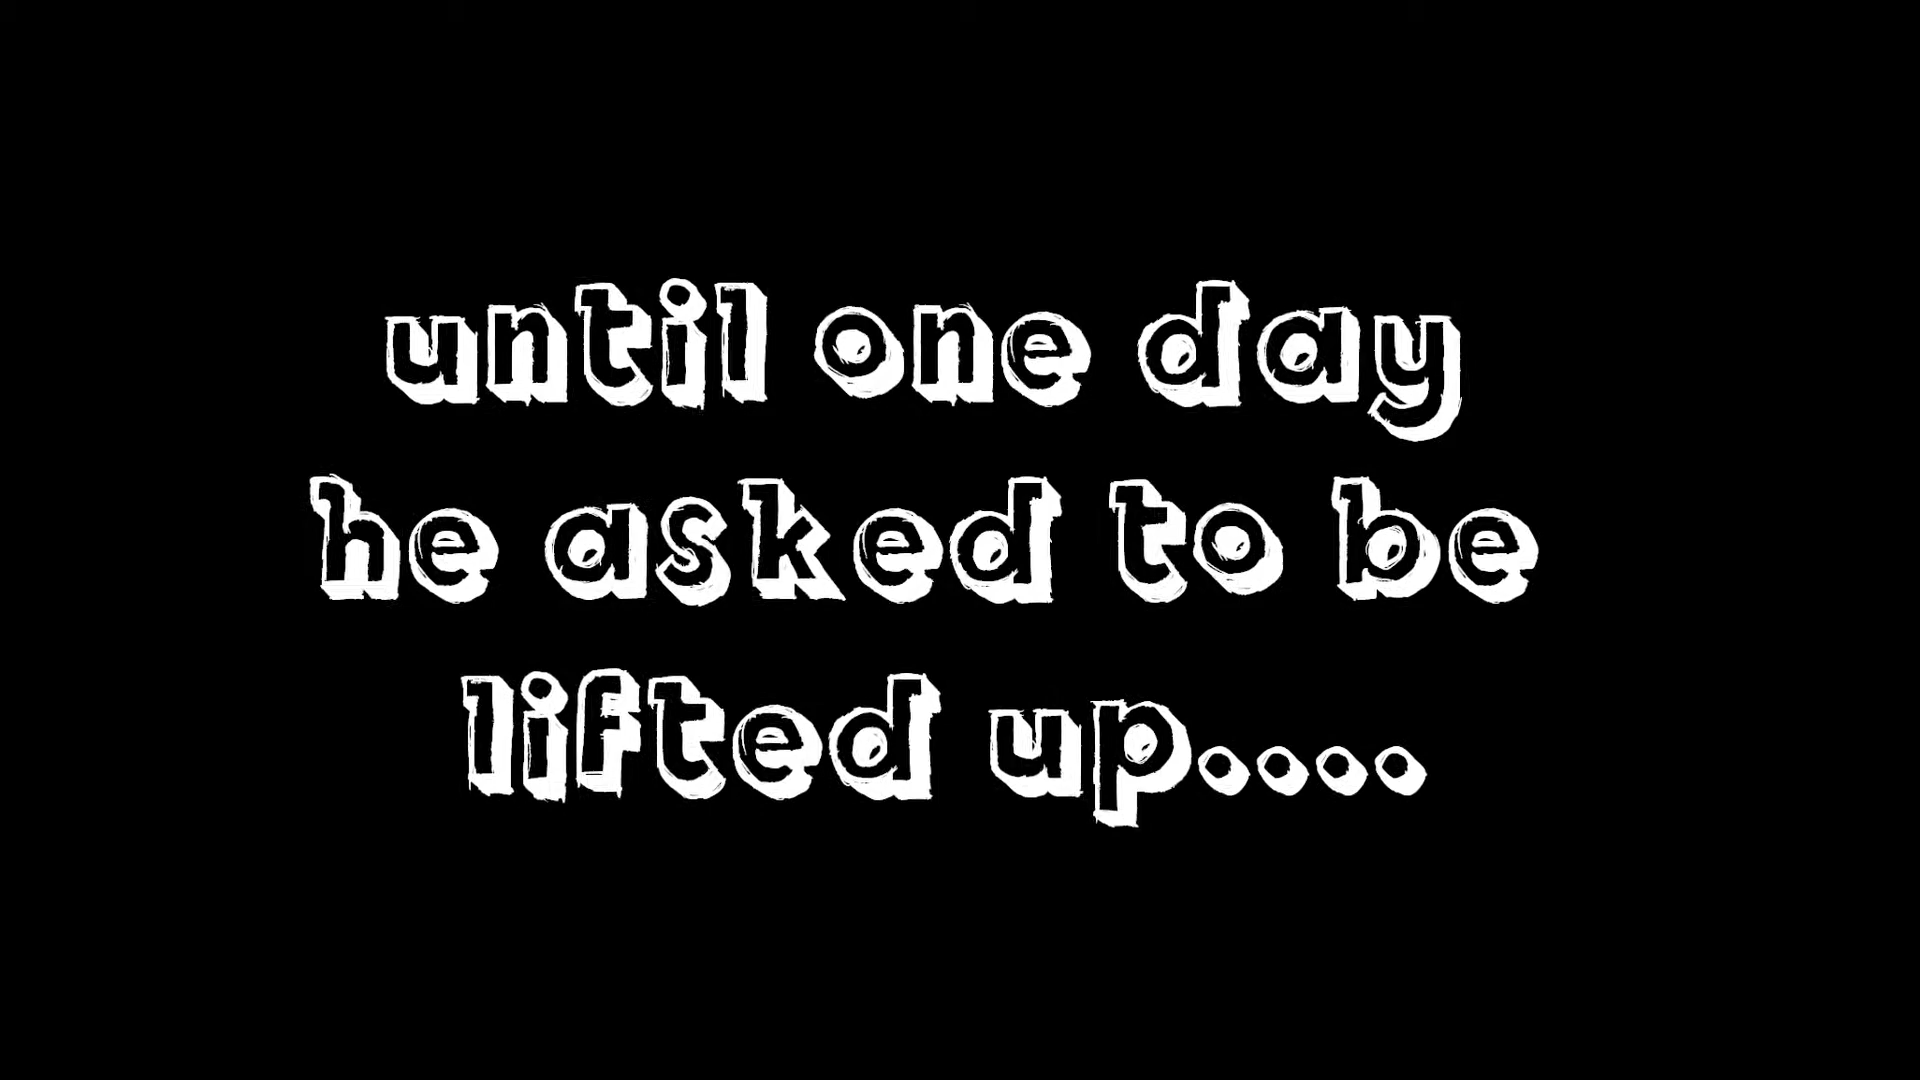 until one day
he asked to be
lifted up....